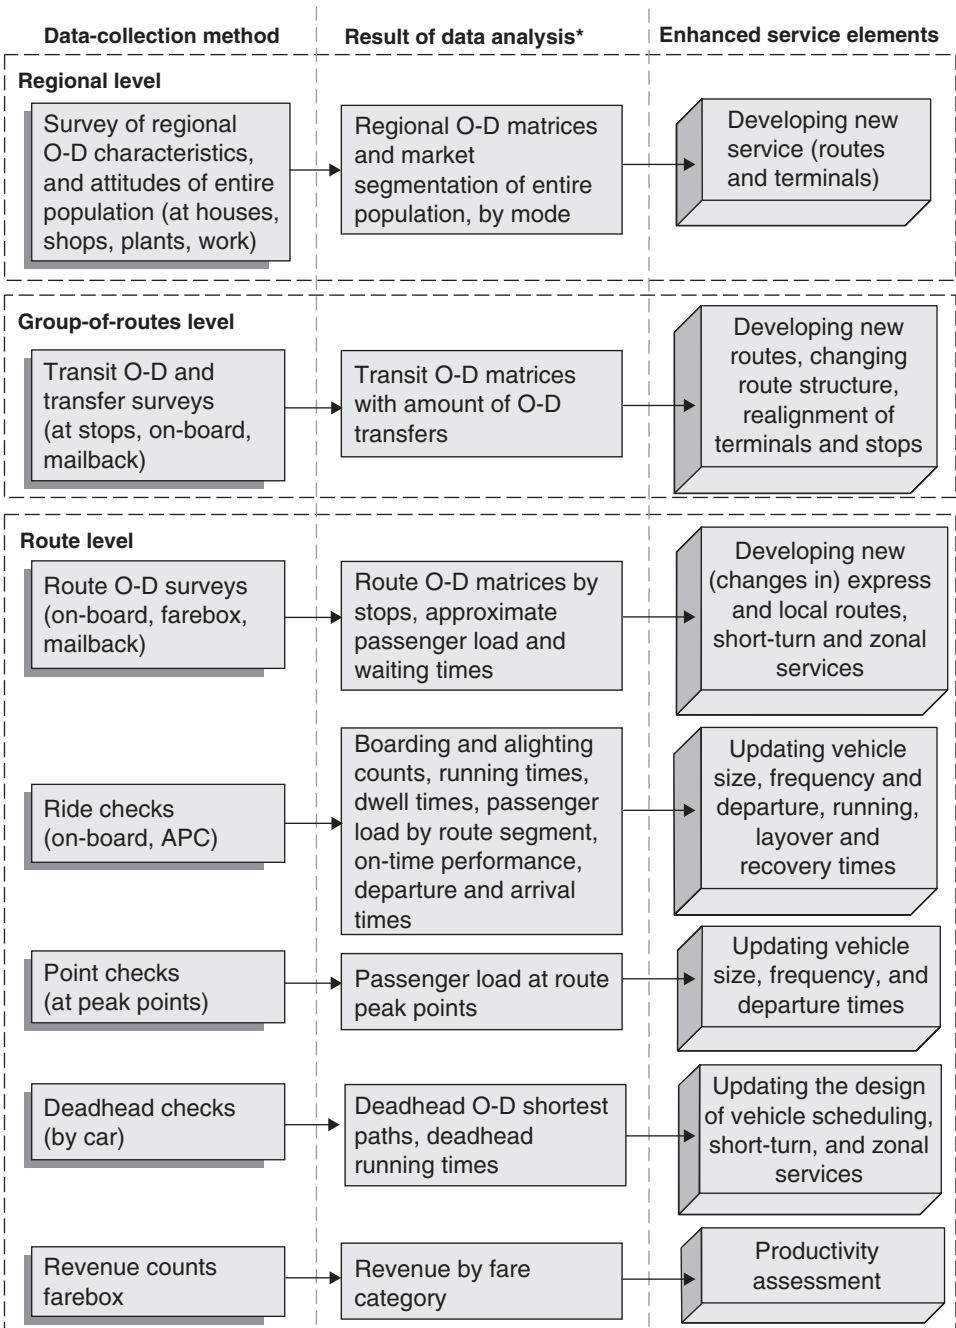 Data-collection method
Result of data analysis*
Enhanced service elements
Regional level
Survey of regional
O-D characteristics,
and attitudes of entire
population (at houses,
shops, plants, work)
Regional O-D matrices
and market
segmentation of entire
population, by mode
Developing new
service (routes
and terminals)
Group-of-routes level
Transit O-D and
transfer surveys
(at stops, on-board,
mailback)
Transit O-D matrices
with amount of O-D
transfers
Developing new
routes, changing
route structure,
realignment of
terminals and stops
Route level
Route O-D surveys
(on-board, farebox,
mailback)
Route O-D matrices by
stops, approximate
passenger load and
waiting times
Developing new
(changes in) express
and local routes,
short-turn and zonal
services
Ride checks
(on-board, APC)
Boarding and alighting
counts, running times,
dwell times, passenger
load by route segment,
on-time performance,
departure and arrival
times
Updating vehicle
size, frequency and
departure, running,
layover and
recovery times
Point checks
(at peak points)
Passenger load at route
peak points
Updating vehicle
size, frequency, and
departure times
Deadhead checks
(by car)
Deadhead O-D shortest
paths, deadhead
running times
Updating the design
of vehicle scheduling,
short-turn, and zonal
services
Revenue counts
farebox
Revenue by fare
category
Productivity
assessment